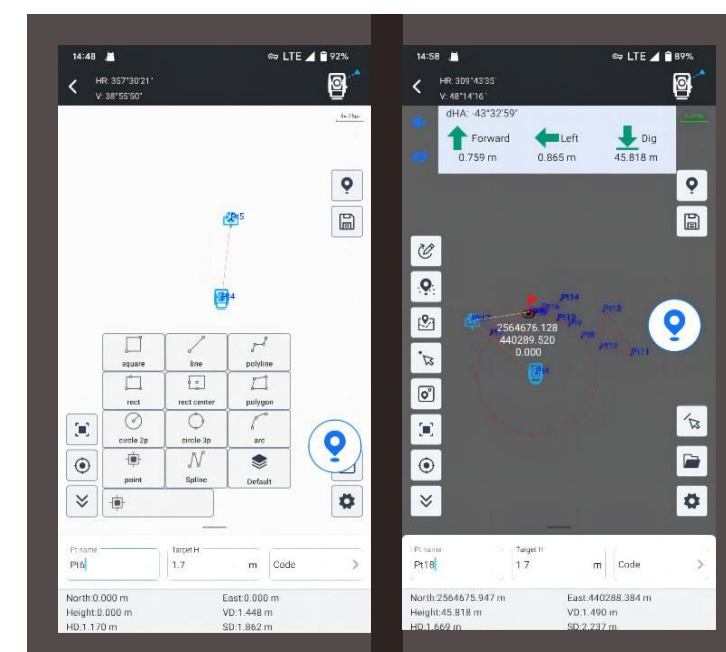 14:48
LTE
92%
HR: 357°30'21"
V: 38°55'50"
Pt5
square
line
polyline
rect
rect center
polygon
circle 2p
circle 3p
arc
point
Spline
Default
Pt name
Target H
Pt6
1.7
m
Code
North:0.000 m
East:0.000 m
Height:0.000 m
VD:1.448 m
HD:1.170 m
SD:1.862 m
14:58
LTE
89%
HR: 309°43'35"
V: 48°14'16"
dHA: -43°32'59"
Forward
Left
Dig
0.759 m
0.865 m
45.818 m
Pt14
Pt13
2564676.128
440289.520
0.000
Pt12
Pt11
Pt name
Target H
Pt18
1.7
m
Code
North:2564675.947 m
East:440288.384 m
Height:45.818 m
VD:1.490 m
HD:1.669 m
SD:2.237 m